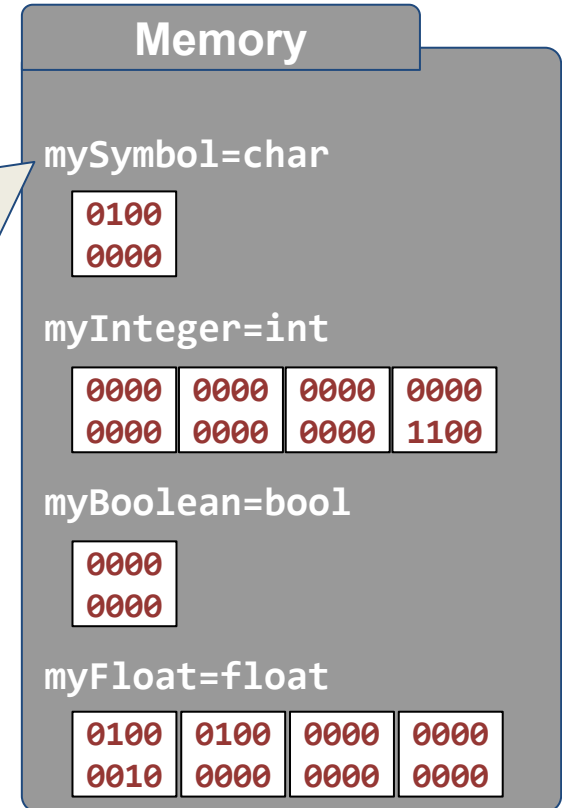 Memory
mySymbol=char
0100
0000
myInteger=int
0000 0000 0000 0000
0000 0000 0000 1100
myBoolean=bool
0000
0000
myFloat=float
0100 0100 0000 0000
0010 0000 0000 0000